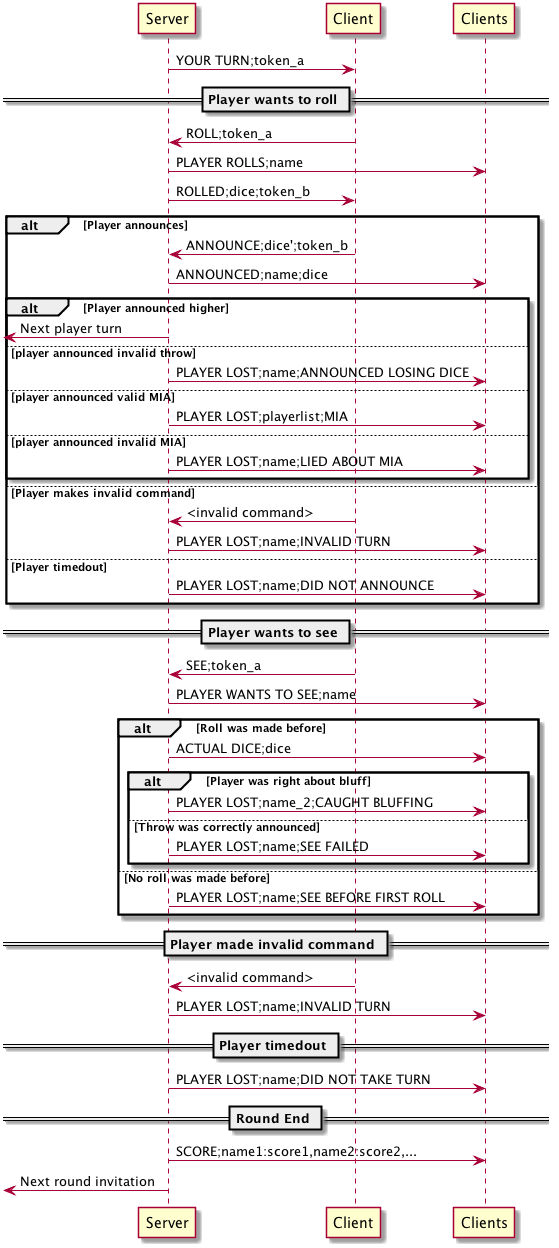 Server Client Clients
YOUR TURN;token_a
Player wants to roll
ROLL;token_a
PLAYER ROLLS;name
ROLLED;dice;token_b
alt [Player announces]
ANNOUNCE;dice';token_b
ANNOUNCED;name;dice
alt [Player announced higher]
Next player turn
[player announced invalid throw]
PLAYER LOST;name;ANNOUNCED LOSING DICE
[player announced valid MIA]
PLAYER LOST;playerlist;MIA
[player announced invalid MIA]
PLAYER LOST;name;LIED ABOUT MIA
[Player makes invalid command]
<invalid command>
PLAYER LOST;name;INVALID TURN
[Player timedout]
PLAYER LOST;name;DID NOT ANNOUNCE
Player wants to see
SEE;token_a
PLAYER WANTS TO SEE;name
alt [Roll was made before]
ACTUAL DICE;dice
alt [Player was right about bluff]
PLAYER LOST;name_2;CAUGHT BLUFFING
[Throw was correctly announced]
PLAYER LOST;name;SEE FAILED
[No roll was made before]
PLAYER LOST;name;SEE BEFORE FIRST ROLL
Player made invalid command
<invalid command>
PLAYER LOST;name;INVALID TURN
Player timedout
PLAYER LOST;name;DID NOT TAKE TURN
Round End
SCORE;name1:score1,name2:score2,...
Next round invitation
Server Client Clients